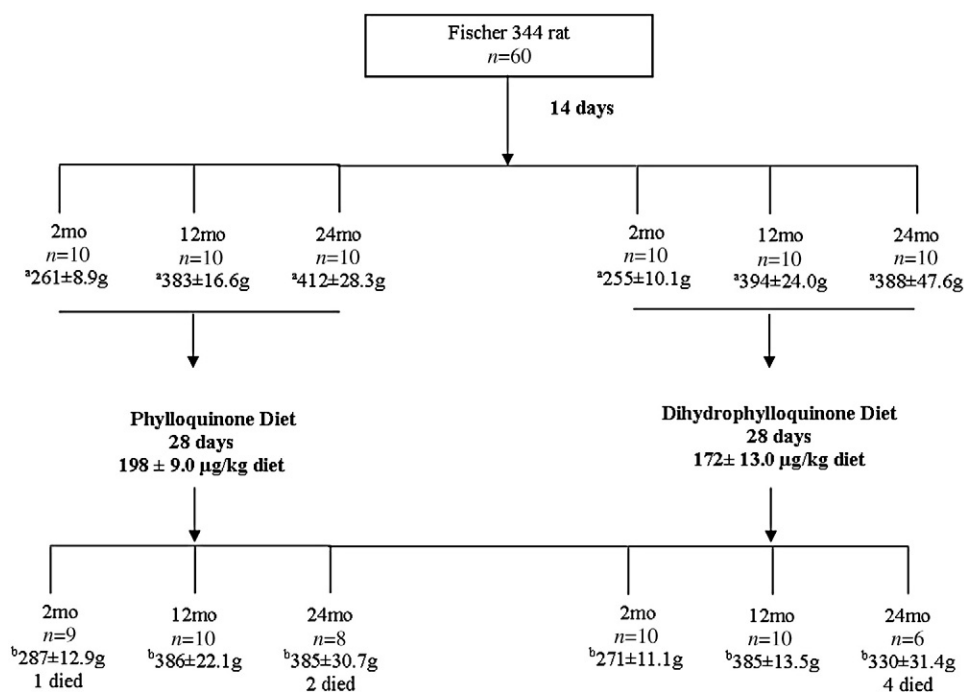 Fischer 344 rat
n=60
14 days
2mo
n=10
ᵃ261±8.9g
12mo
n=10
ᵃ383±16.6g
24mo
n=10
ᵃ412±28.3g
2mo
n=10
ᵃ255±10.1g
12mo
n=10
ᵃ394±24.0g
24mo
n=10
ᵃ388±47.6g
Phylloquinone Diet
28 days
198 ± 9.0 µg/kg diet
Dihydrophylloquinone Diet
28 days
172± 13.0 µg/kg diet
2mo
n=9
ᵇ287±12.9g
1 died
12mo
n=10
ᵇ386±22.1g
24mo
n=8
ᵇ385±30.7g
2 died
2mo
n=10
ᵇ271±11.1g
12mo
n=10
ᵇ385±13.5g
24mo
n=6
ᵇ330±31.4g
4 died